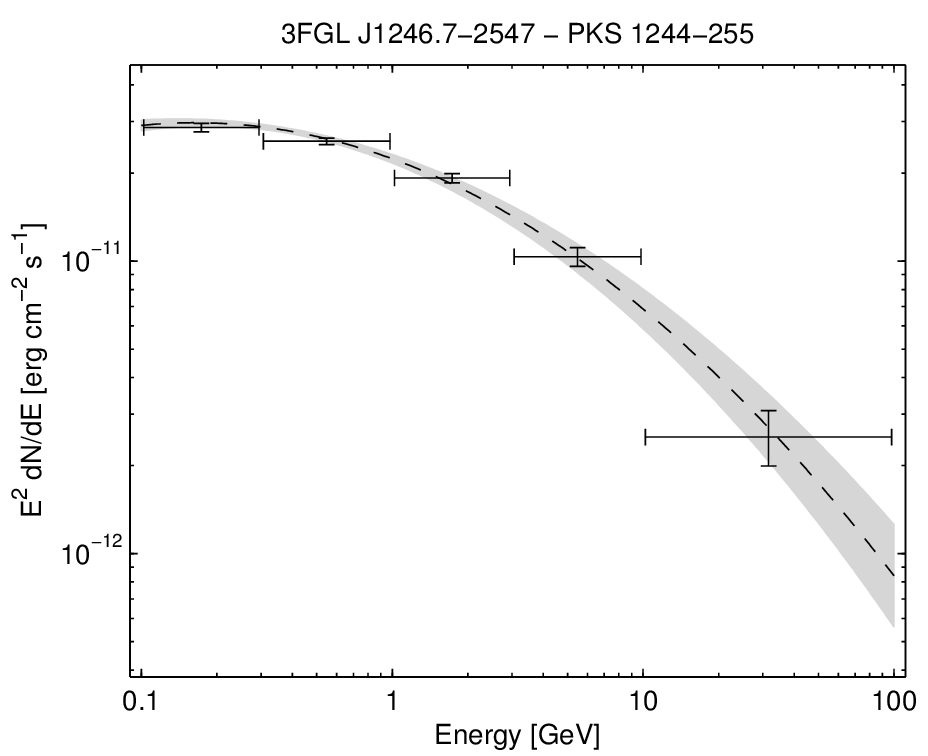 3FGL J1246.7−2547 − PKS 1244−255
E² dN/dE [erg cm⁻² s⁻¹]
10⁻¹¹
10⁻¹²
0.1 1 10 100
Energy [GeV]